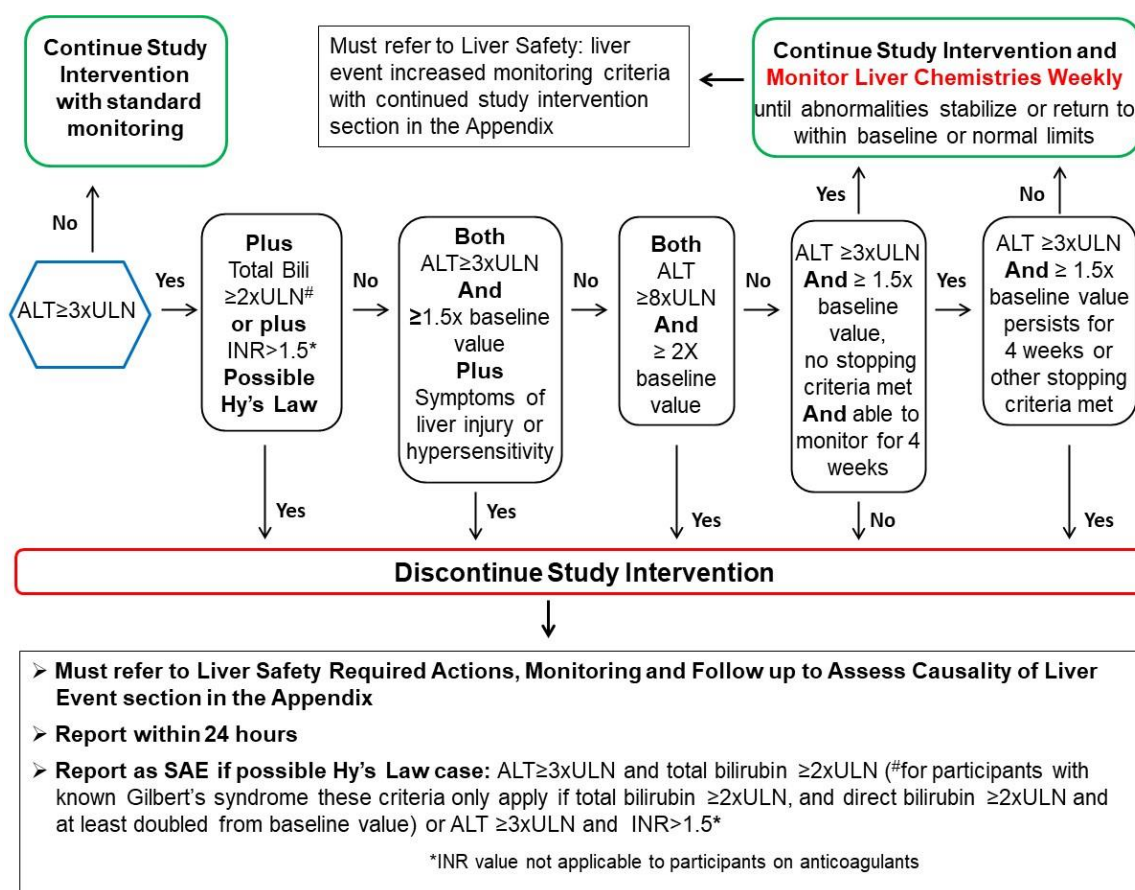 Continue Study
Intervention
with standard
monitoring
Must refer to Liver Safety: liver
event increased monitoring criteria
with continued study intervention
section in the Appendix
Continue Study Intervention and
Monitor Liver Chemistries Weekly
until abnormalities stabilize or return to
within baseline or normal limits
No
Yes
No
ALT≥3xULN
Yes
Plus
Total Bili
≥2xULN#
or plus
INR>1.5*
Possible
Hy's Law
No
Both
ALT≥3xULN
And
≥1.5x baseline
value
Plus
Symptoms of
liver injury or
hypersensitivity
No
Both
ALT
≥8xULN
And
≥ 2X
baseline
value
No
ALT ≥3xULN
And ≥ 1.5x
baseline
value,
no stopping
criteria met
And able to
monitor for 4
weeks
Yes
ALT ≥3xULN
And ≥ 1.5x
baseline value
persists for
4 weeks or
other stopping
criteria met
Yes
Yes
Yes
No
Yes
Discontinue Study Intervention
➢ Must refer to Liver Safety Required Actions, Monitoring and Follow up to Assess Causality of Liver
Event section in the Appendix
➢ Report within 24 hours
➢ Report as SAE if possible Hy's Law case: ALT≥3xULN and total bilirubin ≥2xULN (#for participants with
known Gilbert's syndrome these criteria only apply if total bilirubin ≥2xULN, and direct bilirubin ≥2xULN and
at least doubled from baseline value) or ALT ≥3xULN and INR>1.5*
*INR value not applicable to participants on anticoagulants